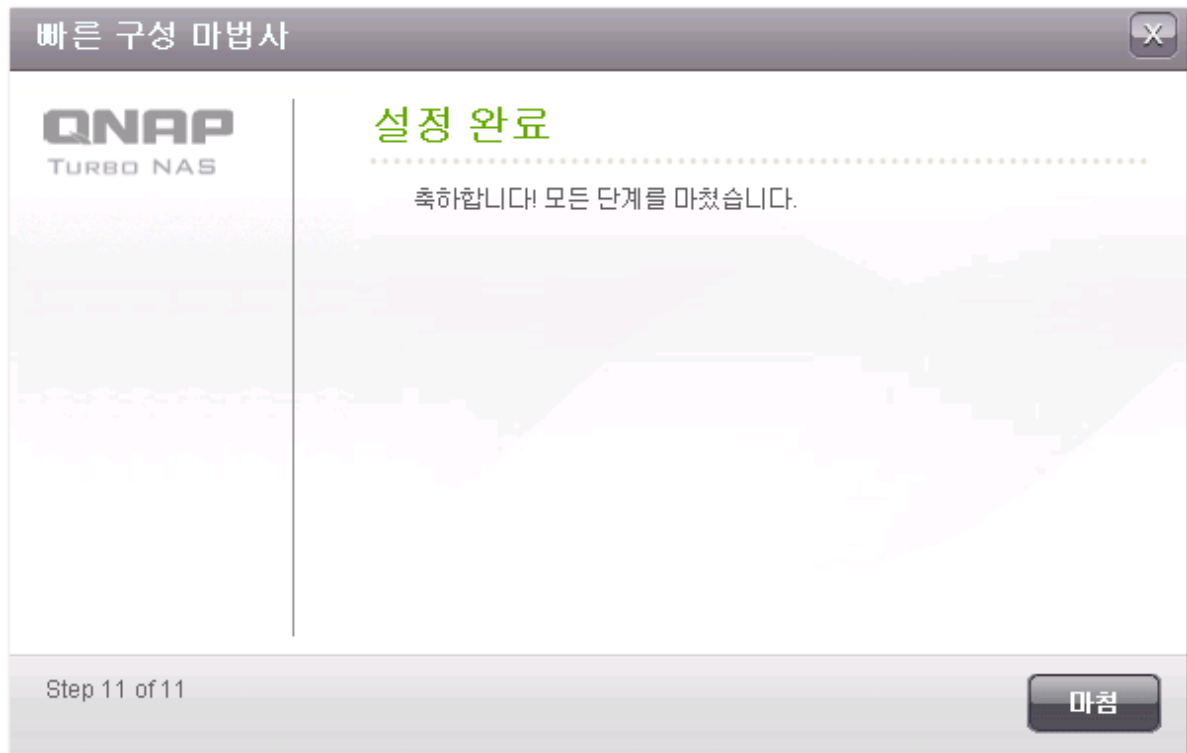 빠른 구성 마법사
X
QNAP
TURBO NAS
설정 완료
축하합니다! 모든 단계를 마쳤습니다.
Step 11 of 11
마침